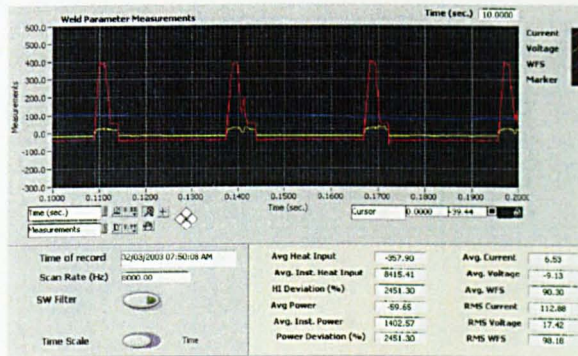 Weld Parameter Measurements
Time (sec.) 10.0000
Current
Voltage
WFS
Marker
600.0
500.0
400.0
300.0
200.0
100.0
0.0
-100.0
-200.0
-300.0
Measurements
0.1000 0.1100 0.1200 0.1300 0.1400 0.1500 0.1600 0.1700 0.1800 0.1900 0.2000
Time (sec.)
Time (sec.)
Measurements
Cursor 0.0000 -39.44
Time of record 02/03/2003 07:50:08 AM
Scan Rate (Hz) 8000.00
SW Filter
Time Scale Time
Avg Heat Input -357.90
Avg. Inst. Heat Input 8415.41
HI Deviation (%) 2451.30
Avg Power -59.65
Avg. Inst. Power 1402.57
Power Deviation (%) 2451.30
Avg. Current 6.53
Avg. Voltage -9.13
Avg. WFS 90.30
RMS Current 112.88
RMS Voltage 17.42
RMS WFS 98.18